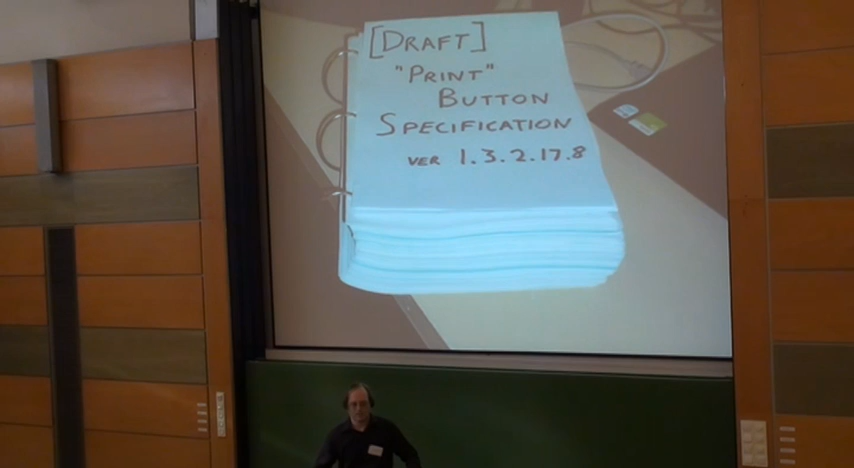 [DRAFT]
"PRINT"
BUTTON
SPECIFICATION
VER 1.3.2.17.8